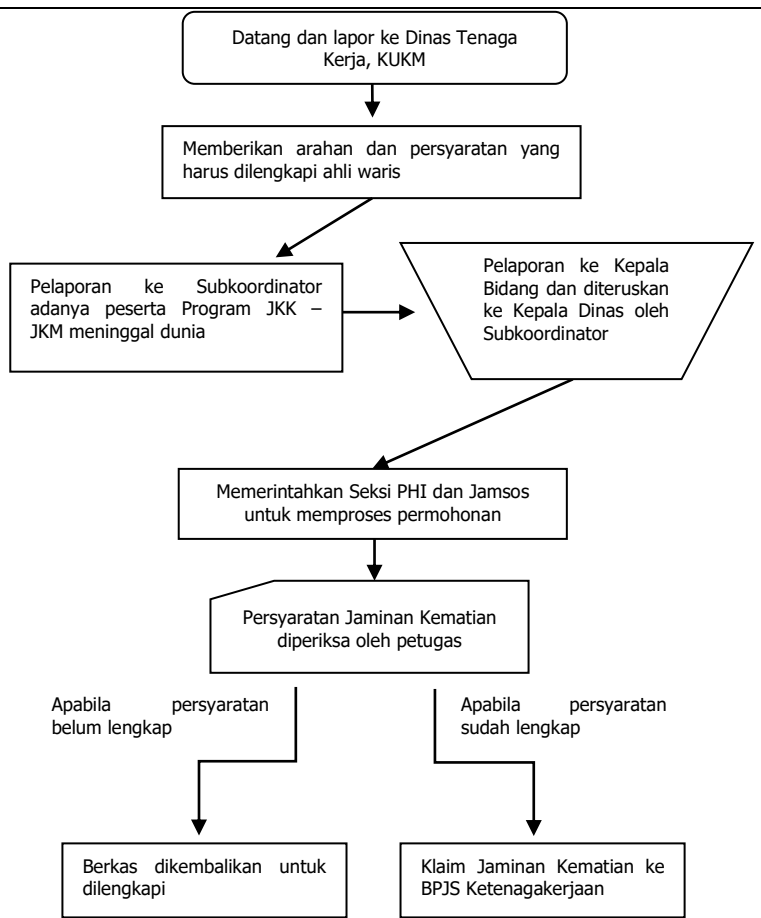 Datang dan lapor ke Dinas Tenaga
Kerja, KUKM
Memberikan arahan dan persyaratan yang
harus dilengkapi ahli waris
Pelaporan ke Subkoordinator
adanya peserta Program JKK –
JKM meninggal dunia
Pelaporan ke Kepala
Bidang dan diteruskan
ke Kepala Dinas oleh
Subkoordinator
Memerintahkan Seksi PHI dan Jamsos
untuk memproses permohonan
Persyaratan Jaminan Kematian
diperiksa oleh petugas
Apabila persyaratan
belum lengkap
Apabila persyaratan
sudah lengkap
Berkas dikembalikan untuk
dilengkapi
Klaim Jaminan Kematian ke
BPJS Ketenagakerjaan